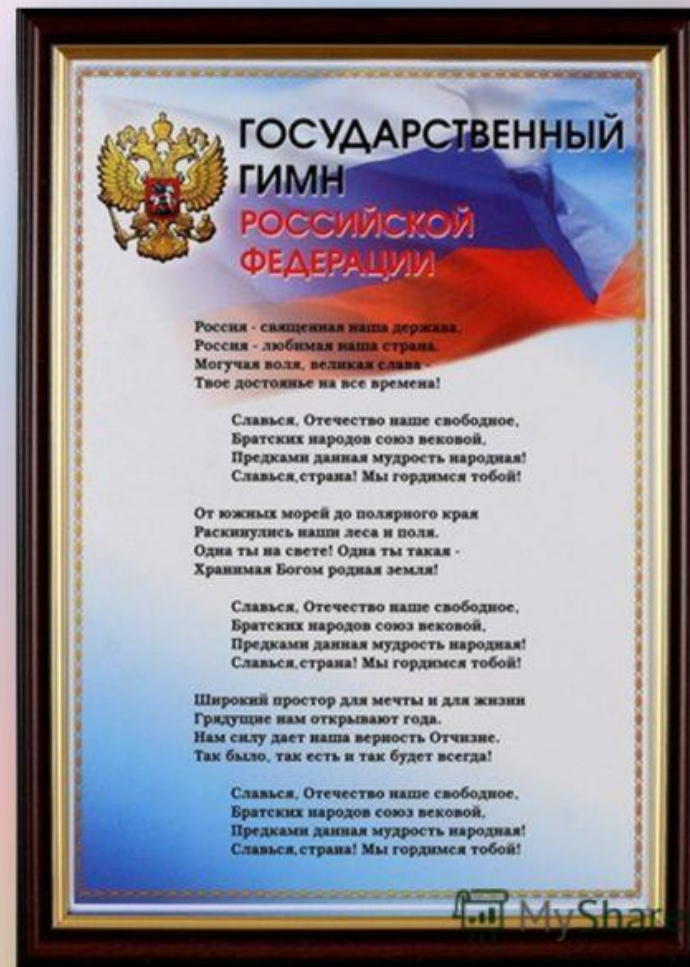 ГОСУДАРСТВЕННЫЙ
ГИМН
РОССИЙСКОЙ
ФЕДЕРАЦИИ
Россия - священная наша держава,
Россия - любимая наша страна.
Могучая воля, великая слава -
Твое достоянье на все времена!
Славься, Отечество наше свободное,
Братских народов союз вековой,
Предками данная мудрость народная!
Славься,страна! Мы гордимся тобой!
От южных морей до полярного края
Раскинулись наши леса и поля.
Одна ты на свете! Одна ты такая -
Хранимая Богом родная земля!
Славься, Отечество наше свободное,
Братских народов союз вековой,
Предками данная мудрость народная!
Славься,страна! Мы гордимся тобой!
Широкий простор для мечты и для жизни
Грядущие нам открывают года.
Нам силу дает наша верность Отчизне.
Так было, так есть и так будет всегда!
Славься, Отечество наше свободное,
Братских народов союз вековой,
Предками данная мудрость народная!
Славься,страна! Мы гордимся тобой!
MyShare